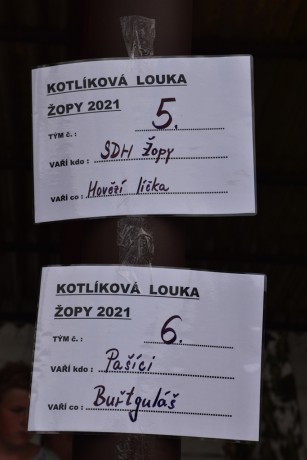 KOTLÍKOVÁ LOUKA
ŽOPY 2021
TÝM č. : 5.
VAŘÍ kdo : SDH Žopy
VAŘÍ co : Hovězí líčka
KOTLÍKOVÁ LOUKA
ŽOPY 2021
TÝM č. : 6.
VAŘÍ kdo : Pašíci
VAŘÍ co : Buřtguláš